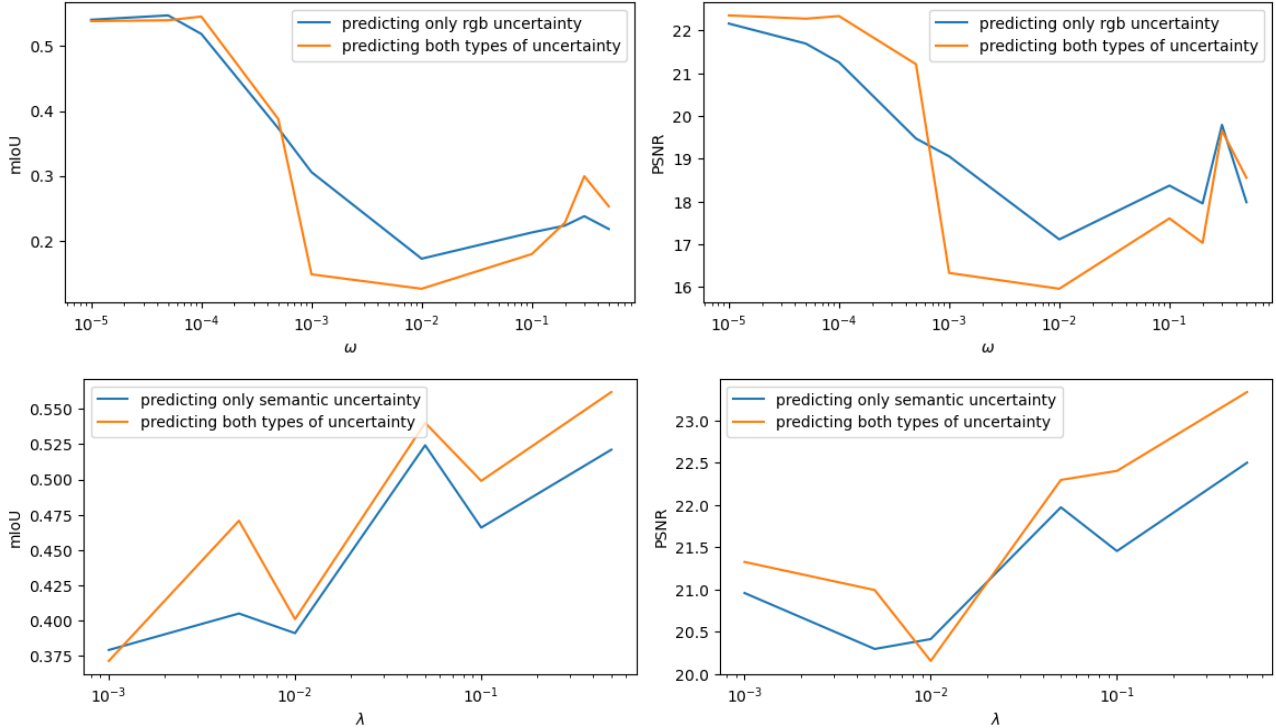 predicting only rgb uncertainty
predicting both types of uncertainty
mIoU
0.5
0.4
0.3
0.2
10⁻⁵
10⁻⁴
10⁻³
10⁻²
10⁻¹
ω
predicting only rgb uncertainty
predicting both types of uncertainty
PSNR
22
21
20
19
18
17
16
10⁻⁵
10⁻⁴
10⁻³
10⁻²
10⁻¹
ω
predicting only semantic uncertainty
predicting both types of uncertainty
mIoU
0.550
0.525
0.500
0.475
0.450
0.425
0.400
0.375
10⁻³
10⁻²
10⁻¹
λ
predicting only semantic uncertainty
predicting both types of uncertainty
PSNR
23.0
22.5
22.0
21.5
21.0
20.5
20.0
10⁻³
10⁻²
10⁻¹
λ